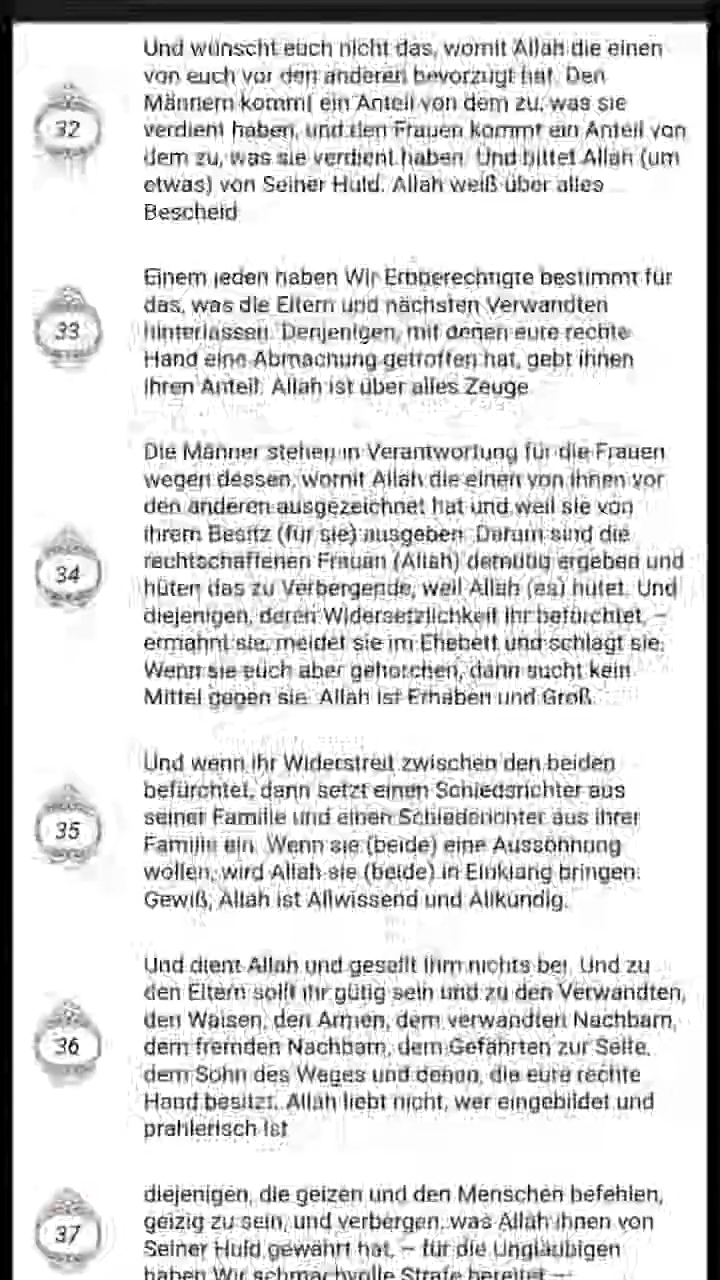 32
Und wünscht euch nicht das, womit Allah die einen
von euch vor den anderen bevorzugt hat. Den
Männern kommt ein Anteil von dem zu, was sie
verdient haben, und den Frauen kommt ein Anteil von
dem zu, was sie verdient haben. Und bittet Allah (um
etwas) von Seiner Huld. Allah weiß über alles
Bescheid
33
Einem jeden haben Wir Erbberechtigte bestimmt für
das, was die Eltern und nächsten Verwandten
hinterlassen. Denjenigen, mit denen eure rechte
Hand eine Abmachung getroffen hat, gebt ihnen
ihren Anteil. Allah ist über alles Zeuge
34
Die Männer stehen in Verantwortung für die Frauen
wegen dessen, womit Allah die einen von ihnen vor
den anderen ausgezeichnet hat und weil sie von
ihrem Besitz (für sie) ausgeben. Darum sind die
rechtschaffenen Frauen (Allah) demütig ergeben und
hüten das zu Verbergende, weil Allah (es) hütet. Und
diejenigen, deren Widersetzlichkeit ihr befürchtet, –
ermahnt sie, meidet sie im Ehebett und schlagt sie.
Wenn sie euch aber gehorchen, dann sucht kein
Mittel gegen sie. Allah ist Erhaben und Groß.
35
Und wenn ihr Widerstreit zwischen den beiden
befürchtet, dann setzt einen Schiedsrichter aus
seiner Familie und einen Schiedsrichter aus ihrer
Familie ein. Wenn sie (beide) eine Aussöhnung
wollen, wird Allah sie (beide) in Einklang bringen.
Gewiß, Allah ist Allwissend und Allkundig.
36
Und dient Allah und gesellt Ihm nichts bei. Und zu
den Eltern sollt ihr gütig sein und zu den Verwandten,
den Waisen, den Armen, dem verwandten Nachbarn,
dem fremden Nachbarn, dem Gefährten zur Seite,
dem Sohn des Weges und denen, die eure rechte
Hand besitzt. Allah liebt nicht, wer eingebildet und
prahlerisch ist
37
diejenigen, die geizen und den Menschen befehlen,
geizig zu sein, und verbergen, was Allah ihnen von
Seiner Huld gewährt hat, – für die Ungläubigen
haben Wir schmachvolle Strafe bereitet –